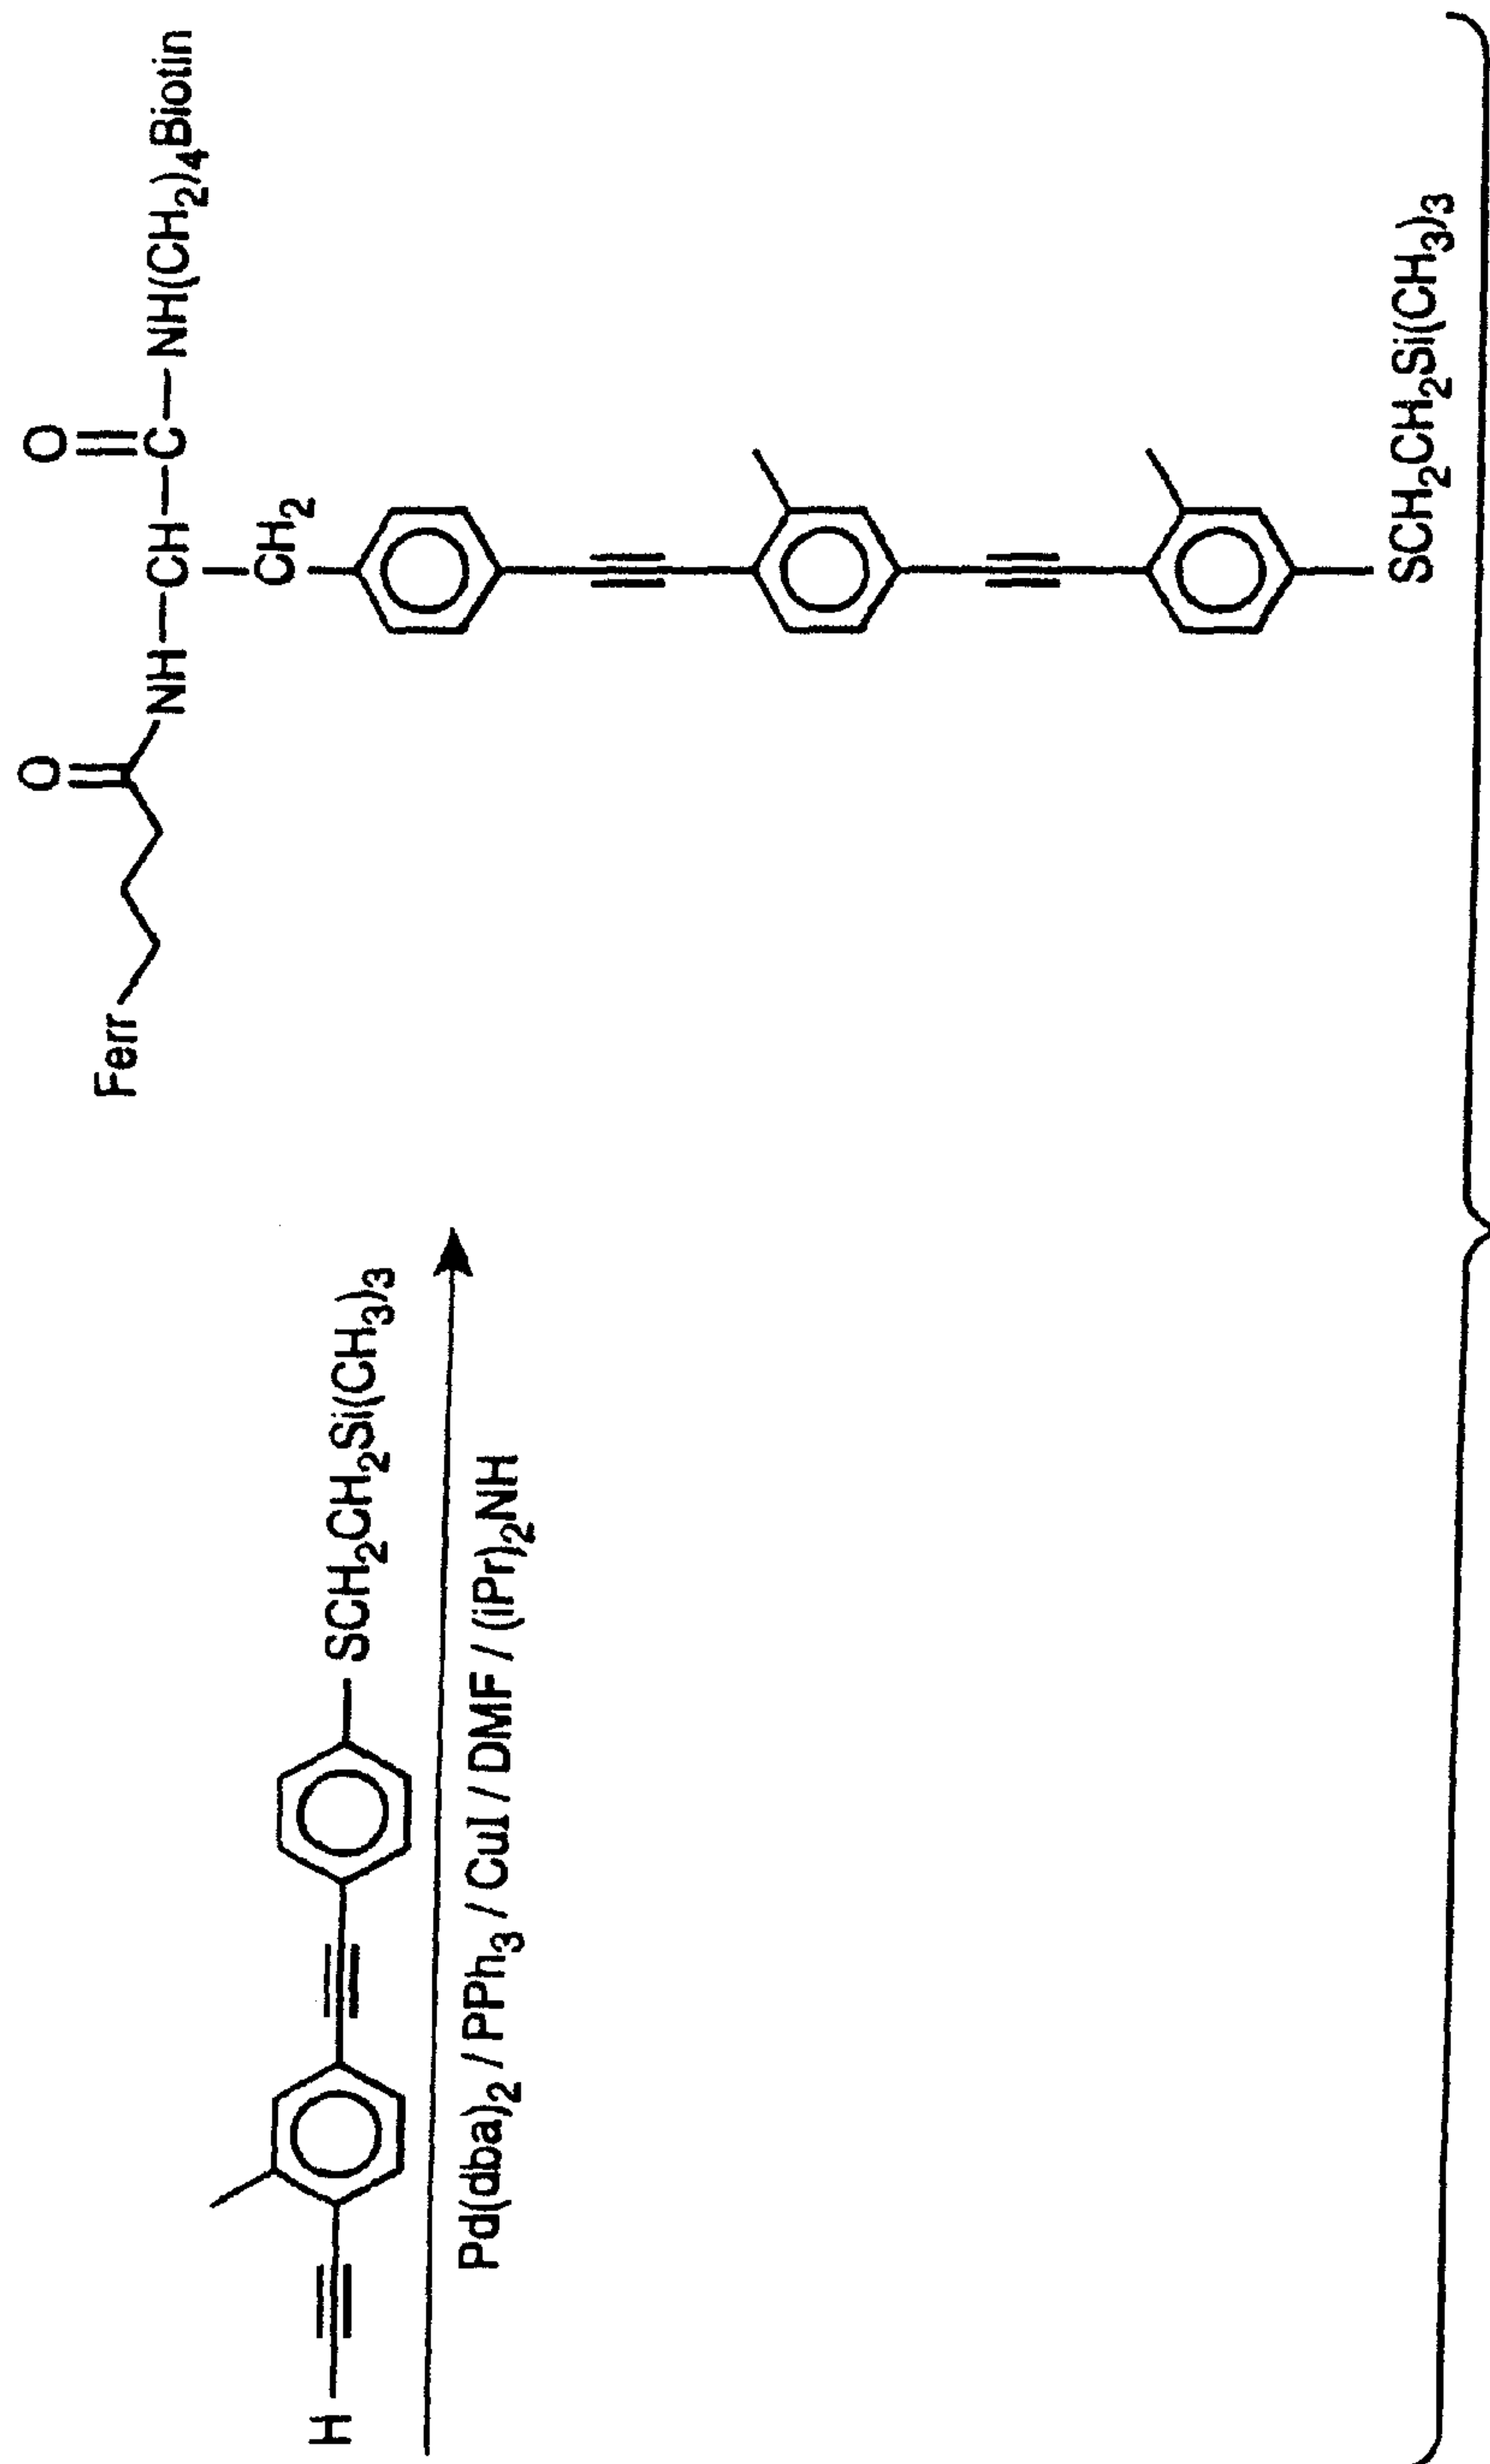 H
SCH2CH2Si(CH3)3
Pd(dba)2 / PPh3 / CuI / DMF / (iPr)2NH
O O
Ferr NH—CH—C—NH(CH2)4Biotin
CH2
SCH2CH2Si(CH3)3